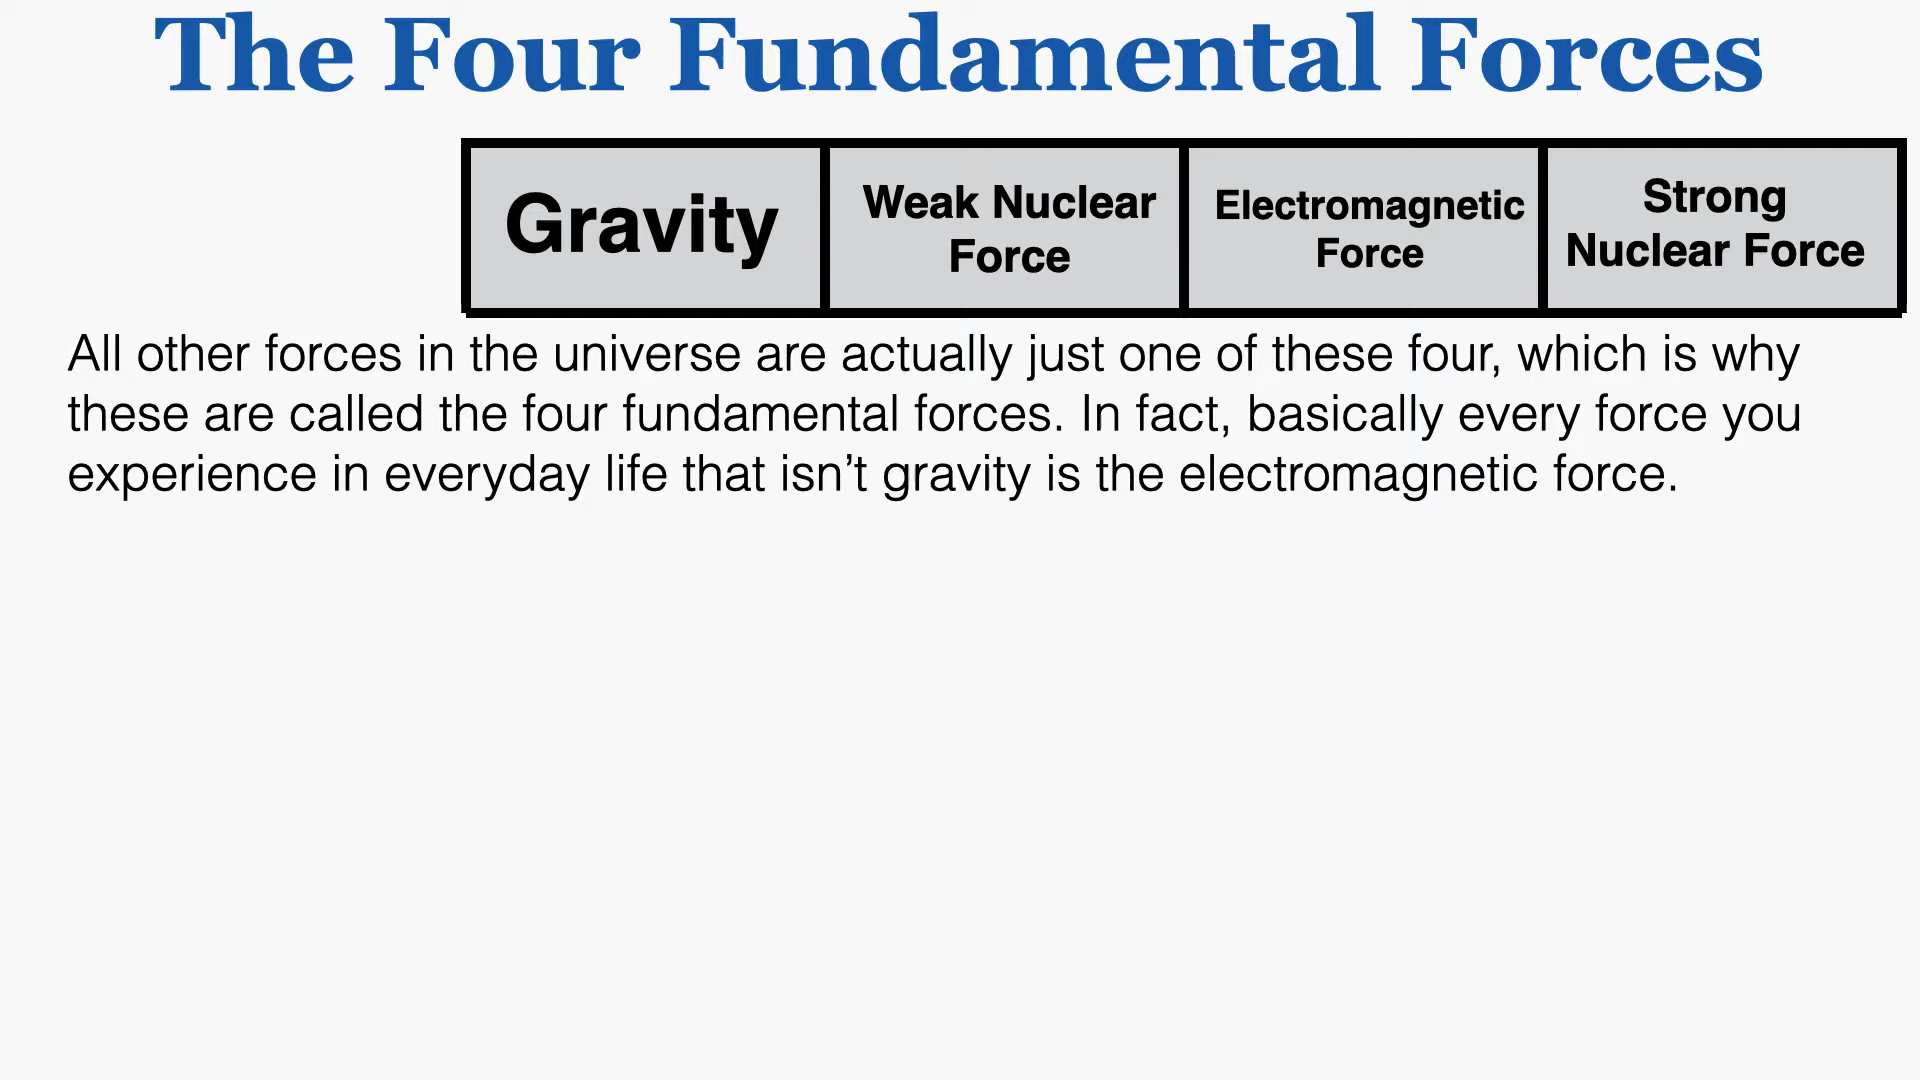 The Four Fundamental Forces
Gravity
Weak Nuclear
Force
Electromagnetic
Force
Strong
Nuclear Force
All other forces in the universe are actually just one of these four, which is why
these are called the four fundamental forces. In fact, basically every force you
experience in everyday life that isn’t gravity is the electromagnetic force.